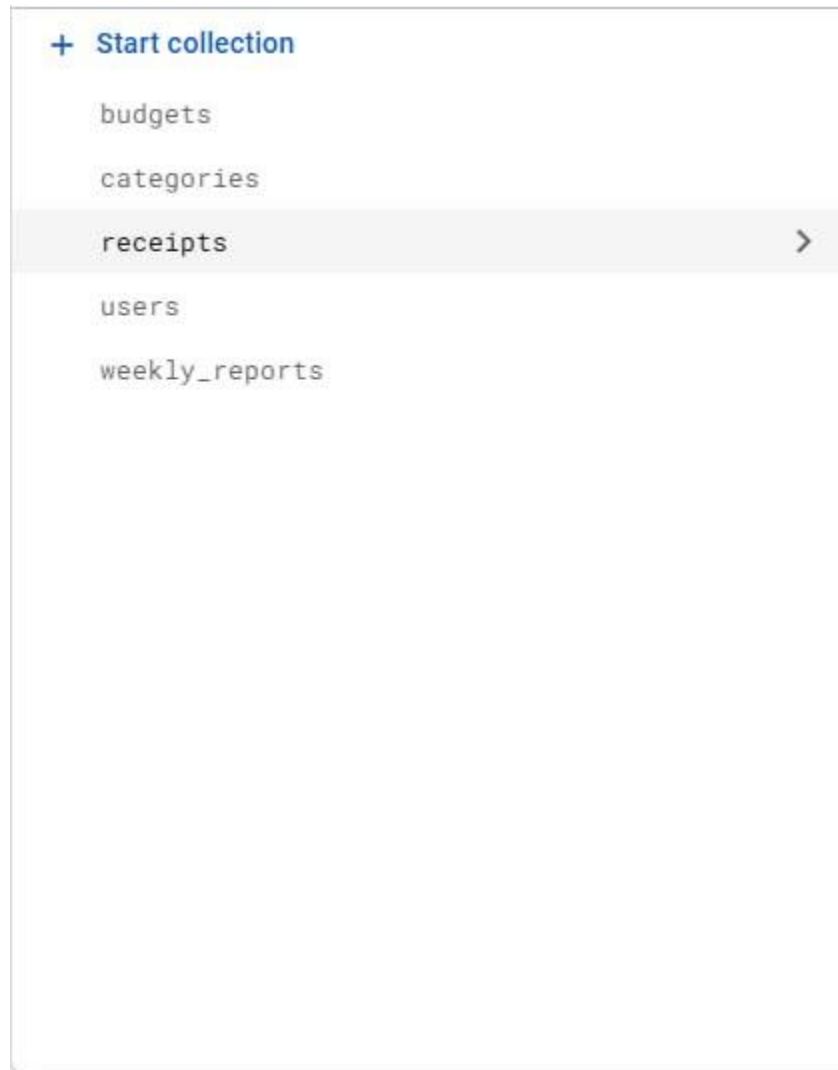 + Start collection
budgets
categories
receipts
users
weekly_reports